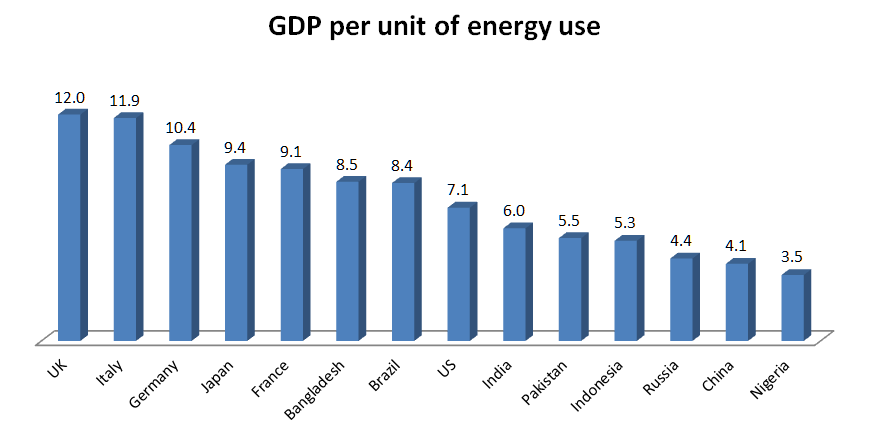 GDP per unit of energy use
12.0
11.9
10.4
9.4
9.1
8.5
8.4
7.1
6.0
5.5
5.3
4.4
4.1
3.5
UK
Italy
Germany
Japan
France
Bangladesh
Brazil
US
India
Pakistan
Indonesia
Russia
China
Nigeria